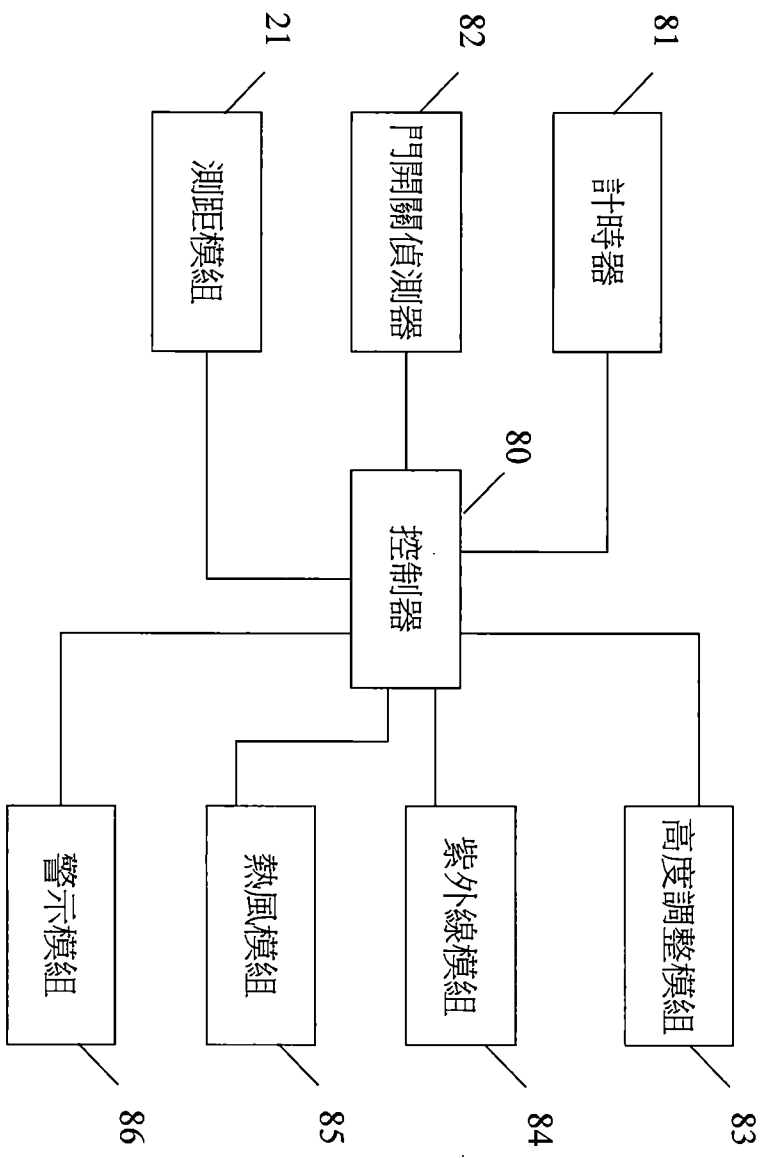 81
計時器
82
門開關偵測器
21
測距模組
80
控制器
高度調整模組
83
紫外線模組
84
熱風模組
85
警示模組
86